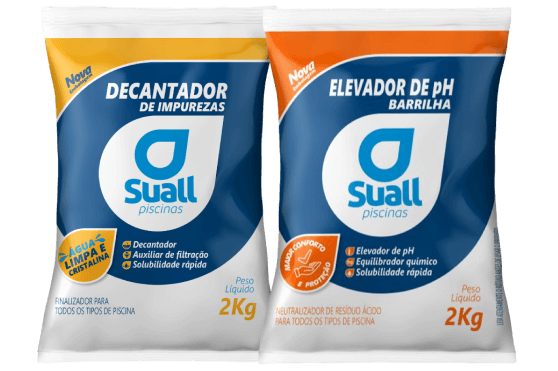 Nova
Embalagem
DECANTADOR
DE IMPUREZAS
Suall
piscinas
ÁGUA
LIMPA E
CRISTALINA
Decantador
Auxiliar de filtração
Solubilidade rápida
FINALIZADOR PARA
TODOS OS TIPOS DE PISCINA
Peso
Líquido
2Kg
Nova
Embalagem
ELEVADOR DE pH
BARRILHA
Suall
piscinas
MAIOR CONFORTO
E PROTEÇÃO
Elevador de pH
Equilibrador químico
Solubilidade rápida
NEUTRALIZADOR DE RESÍDUO ÁCIDO
PARA TODOS OS TIPOS DE PISCINA
Peso
Líquido
2Kg